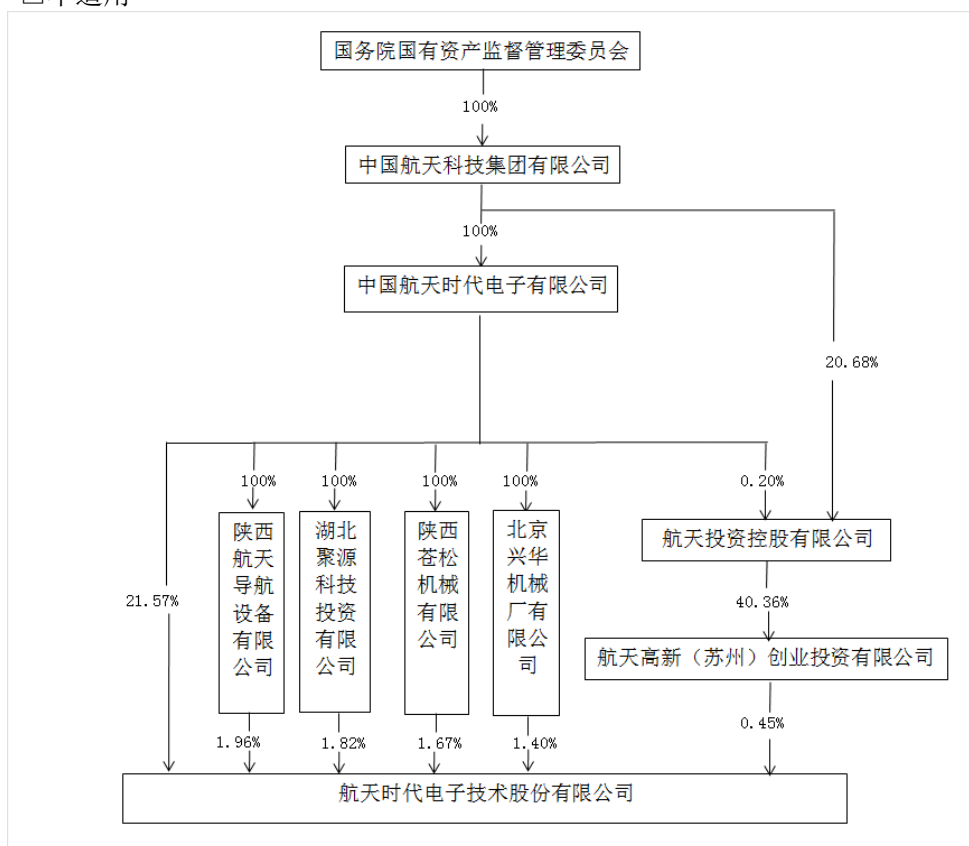 国务院国有资产监督管理委员会
100%
中国航天科技集团有限公司
100%
中国航天时代电子有限公司
20.68%
100%
100%
100%
100%
0.20%
陕西
航天
导航
设备
有限
公司
湖北
聚源
科技
投资
有限
公司
陕西
苍松
机械
有限
公司
北京
兴华
机械
厂有
限公
司
航天投资控股有限公司
21.57%
40.36%
航天高新（苏州）创业投资有限公司
1.96%
1.82%
1.67%
1.40%
0.45%
航天时代电子技术股份有限公司